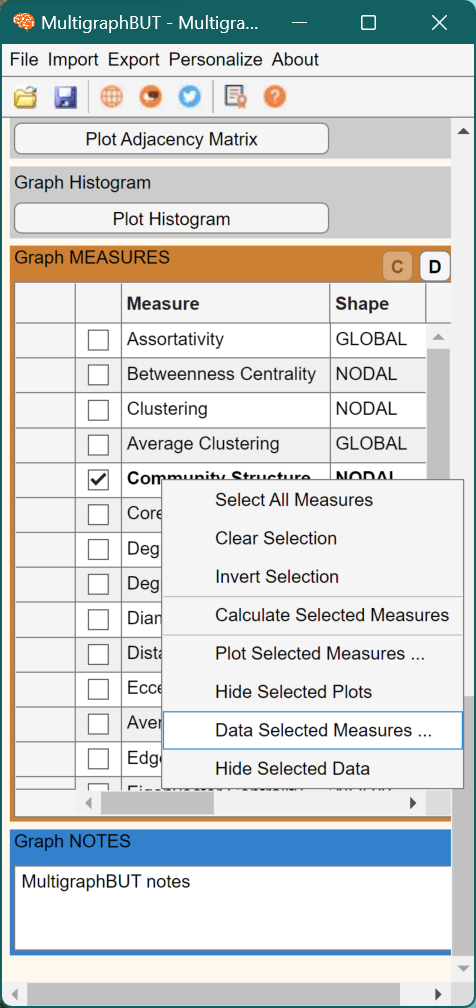 MultigraphBUT - Multigra...
File Import Export Personalize About
Plot Adjacency Matrix
Graph Histogram
Plot Histogram
Graph MEASURES
C D
Measure Shape
Assortativity GLOBAL
Betweenness Centrality NODAL
Clustering NODAL
Average Clustering GLOBAL
Community Structure NODAL
Select All Measures
Core
Clear Selection
Deg
Invert Selection
Deg
Calculate Selected Measures
Diam
Plot Selected Measures ...
Dista
Hide Selected Plots
Ecce
Data Selected Measures ...
Aver
Hide Selected Data
Edge
Graph NOTES
MultigraphBUT notes